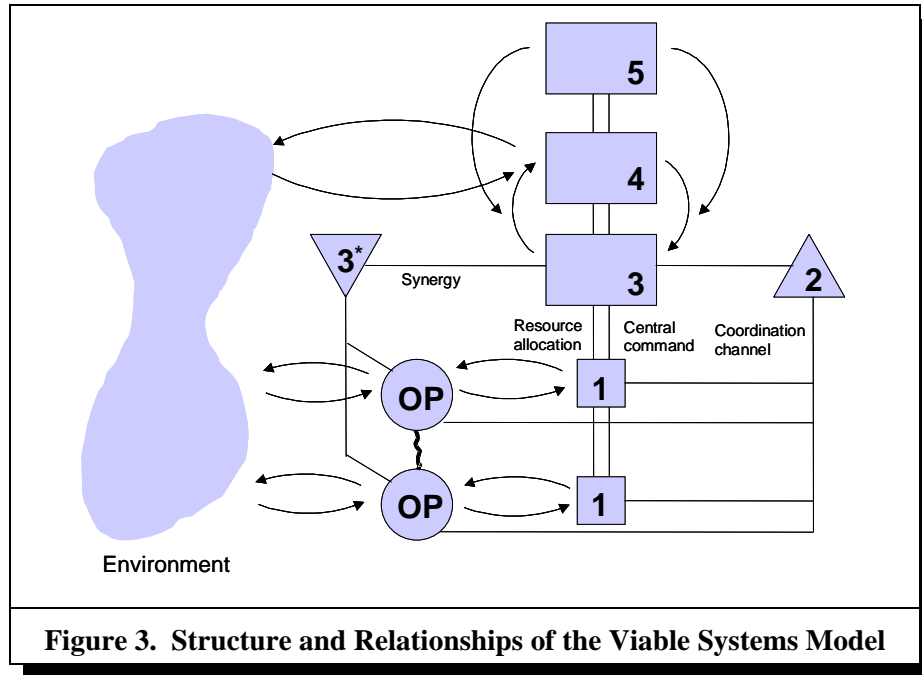 5
4
3*
3
2
Synergy
Resource
allocation
Central
command
Coordination
channel
OP
1
OP
1
Environment
Figure 3. Structure and Relationships of the Viable Systems Model